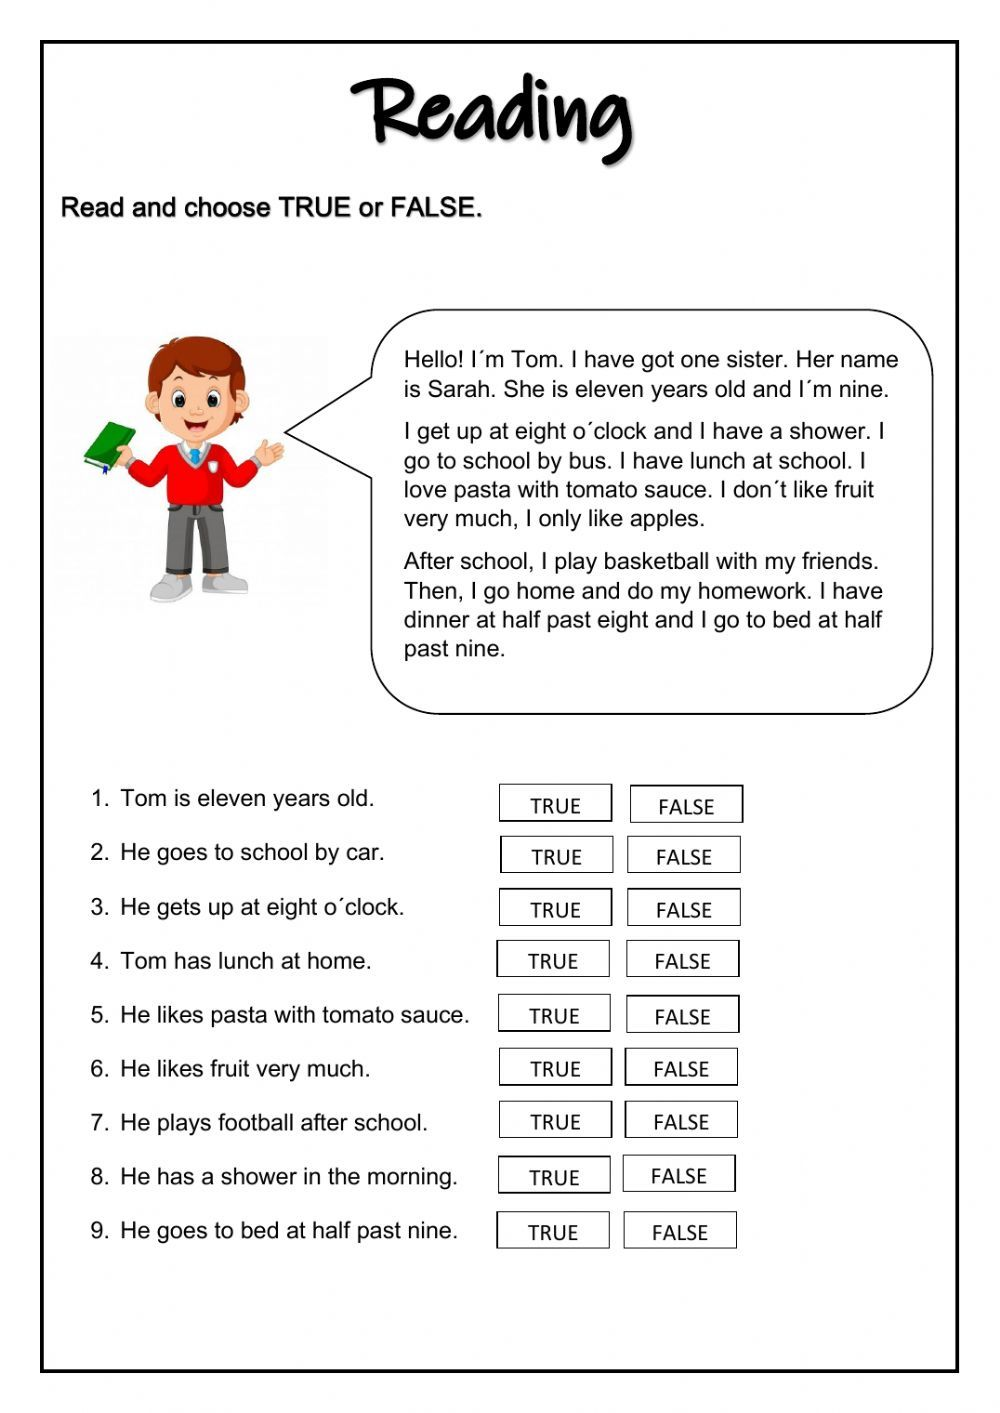 Reading
Read and choose TRUE or FALSE.
Hello! I´m Tom. I have got one sister. Her name
is Sarah. She is eleven years old and I´m nine.
I get up at eight o´clock and I have a shower. I
go to school by bus. I have lunch at school. I
love pasta with tomato sauce. I don´t like fruit
very much, I only like apples.
After school, I play basketball with my friends.
Then, I go home and do my homework. I have
dinner at half past eight and I go to bed at half
past nine.
1. Tom is eleven years old. TRUE FALSE
2. He goes to school by car. TRUE FALSE
3. He gets up at eight o´clock. TRUE FALSE
4. Tom has lunch at home. TRUE FALSE
5. He likes pasta with tomato sauce. TRUE FALSE
6. He likes fruit very much. TRUE FALSE
7. He plays football after school. TRUE FALSE
8. He has a shower in the morning. TRUE FALSE
9. He goes to bed at half past nine. TRUE FALSE